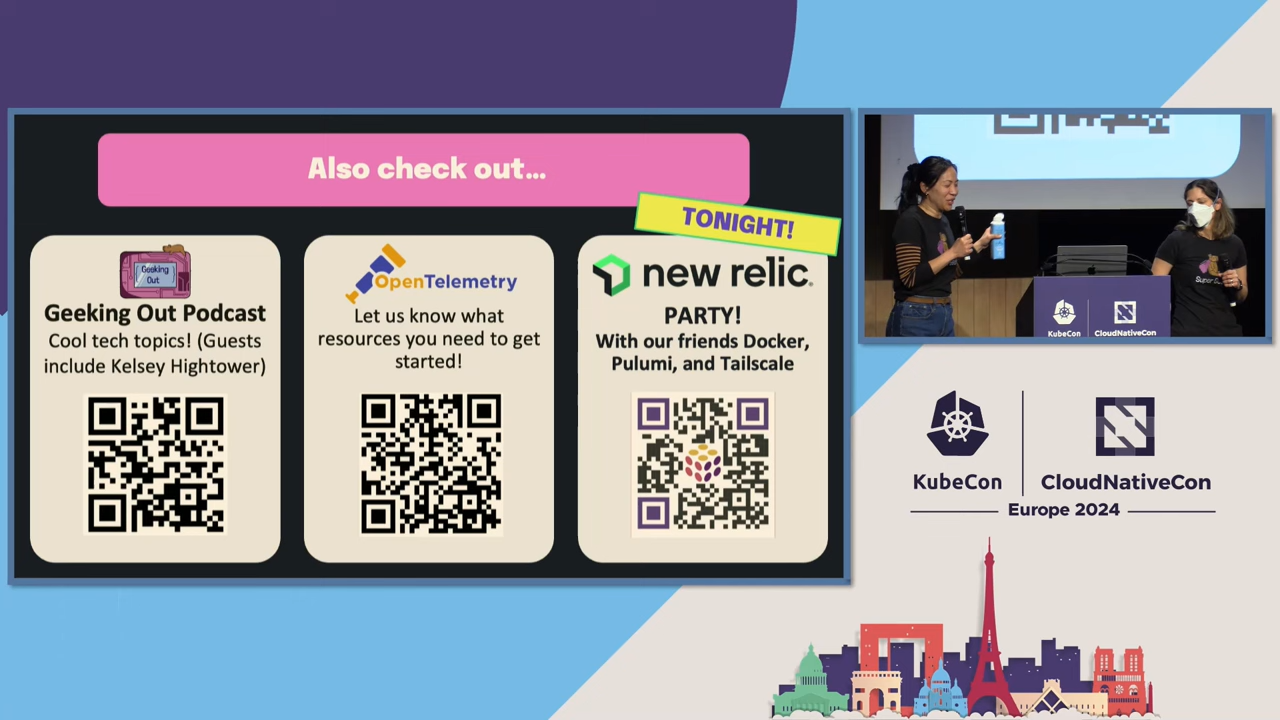 Also check out...
TONIGHT!
Geeking
Out
Geeking Out Podcast
Cool tech topics! (Guests
include Kelsey Hightower)
OpenTelemetry
Let us know what
resources you need to get
started!
new relic.
PARTY!
With our friends Docker,
Pulumi, and Tailscale
KubeCon
CloudNativeCon
KubeCon
CloudNativeCon
Europe 2024